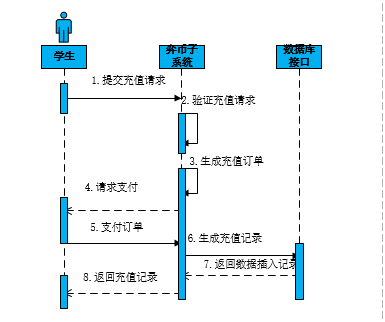 学生
弈币子
系统
数据库
接口
1.提交充值请求
2.验证充值请求
3.生成充值订单
4.请求支付
5.支付订单
6.生成充值记录
7.返回数据插入记录
8.返回充值记录